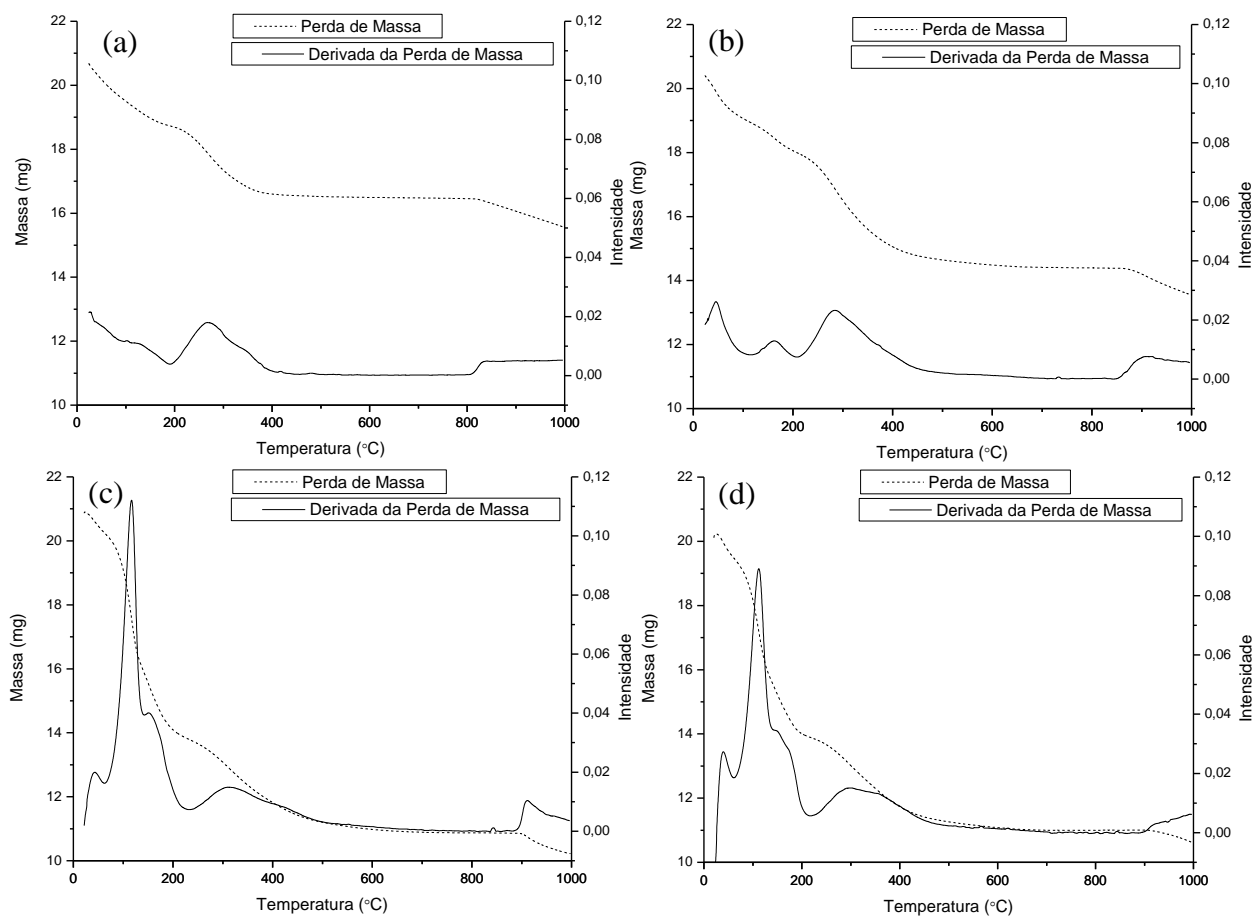 (a)
Perda de Massa
Derivada da Perda de Massa
22
20
18
16
14
12
10
Massa (mg)
0,12
0,10
0,08
0,06
0,04
0,02
0,00
Intensidade
0 200 400 600 800 1000
Temperatura (°C)
(b)
Perda de Massa
Derivada da Perda de Massa
22
20
18
16
14
12
10
Massa (mg)
0,12
0,10
0,08
0,06
0,04
0,02
0,00
Intensidade
0 200 400 600 800 1000
Temperatura (°C)
(c)
Perda de Massa
Derivada da Perda de Massa
22
20
18
16
14
12
10
Massa (mg)
0,12
0,10
0,08
0,06
0,04
0,02
0,00
Intensidade
0 200 400 600 800 1000
Temperatura (°C)
(d)
Perda de Massa
Derivada da Perda de Massa
22
20
18
16
14
12
10
Massa (mg)
0,12
0,10
0,08
0,06
0,04
0,02
0,00
Intensidade
0 200 400 600 800 1000
Temperatura (°C)